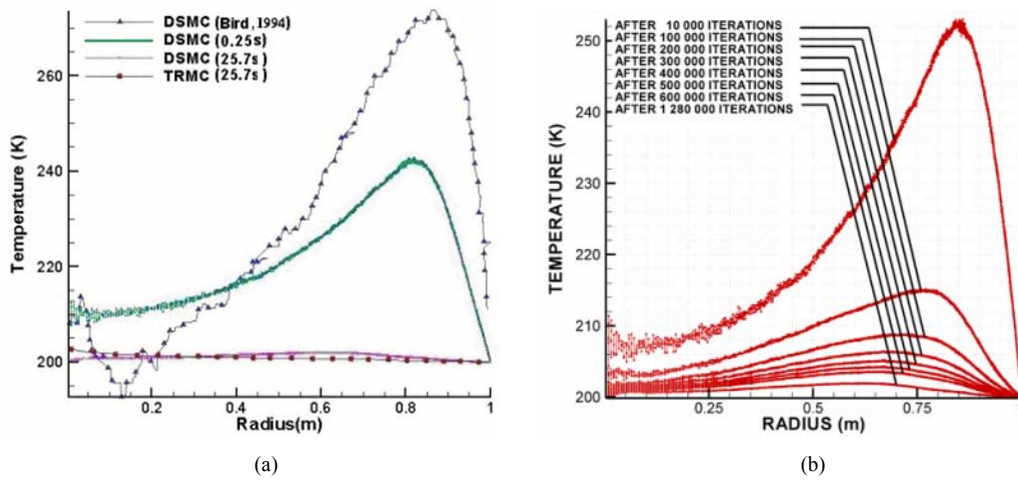 DSMC (Bird, 1994)
DSMC (0.25s)
DSMC (25.7s)
TRMC (25.7s)
Temperature (K)
260
240
220
200
0.2
0.4
0.6
0.8
1
Radius(m)
(a)
AFTER 10 000 ITERATIONS
AFTER 100 000 ITERATIONS
AFTER 200 000 ITERATIONS
AFTER 300 000 ITERATIONS
AFTER 400 000 ITERATIONS
AFTER 500 000 ITERATIONS
AFTER 600 000 ITERATIONS
AFTER 1 280 000 ITERATIONS
TEMPERATURE (K)
250
240
230
220
210
200
0.25
0.5
0.75
RADIUS (m)
(b)